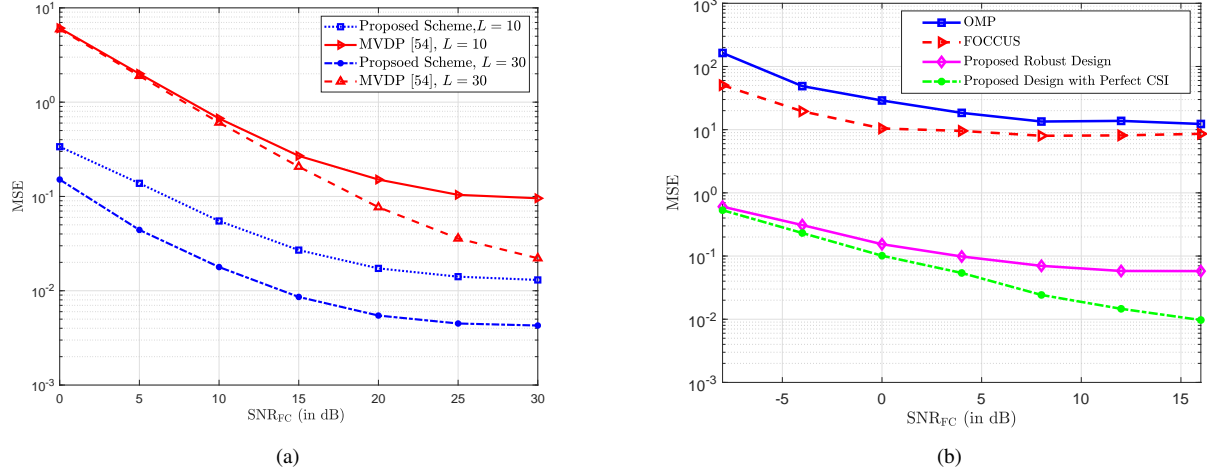 10^1
10^0
10^-1
10^-2
10^-3
MSE
0 5 10 15 20 25 30
SNR_FC (in dB)
Proposed Scheme,L = 10
MVDP [54], L = 10
Propsoed Scheme, L = 30
MVDP [54], L = 30
(a)
10^3
10^2
10^1
10^0
10^-1
10^-2
10^-3
MSE
-5 0 5 10 15
SNR_FC (in dB)
OMP
FOCCUS
Proposed Robust Design
Proposed Design with Perfect CSI
(b)